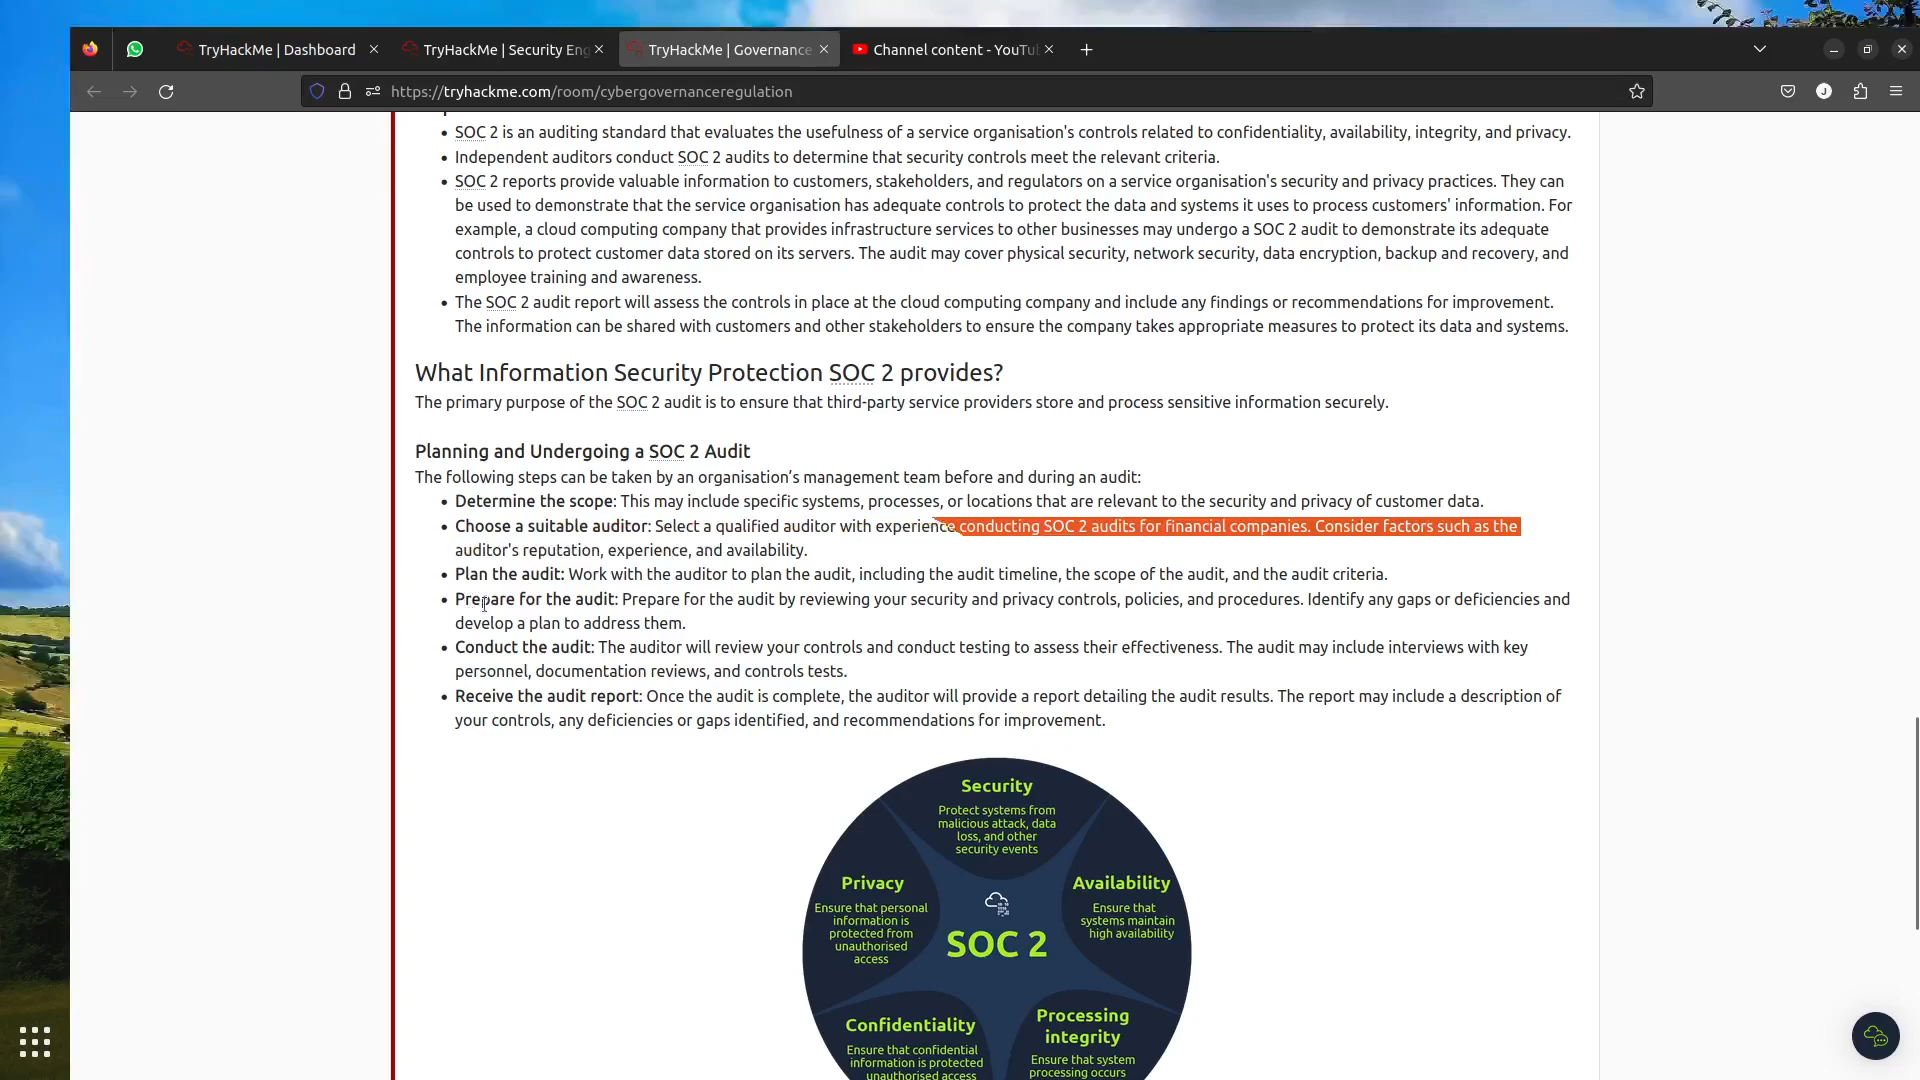 TryHackMe | Dashboard
TryHackMe | Security Eng
TryHackMe | Governance
Channel content - YouTu
https://tryhackme.com/room/cybergovernanceregulation
J
SOC 2 is an auditing standard that evaluates the usefulness of a service organisation's controls related to confidentiality, availability, integrity, and privacy.
Independent auditors conduct SOC 2 audits to determine that security controls meet the relevant criteria.
SOC 2 reports provide valuable information to customers, stakeholders, and regulators on a service organisation's security and privacy practices. They can
be used to demonstrate that the service organisation has adequate controls to protect the data and systems it uses to process customers' information. For
example, a cloud computing company that provides infrastructure services to other businesses may undergo a SOC 2 audit to demonstrate its adequate
controls to protect customer data stored on its servers. The audit may cover physical security, network security, data encryption, backup and recovery, and
employee training and awareness.
The SOC 2 audit report will assess the controls in place at the cloud computing company and include any findings or recommendations for improvement.
The information can be shared with customers and other stakeholders to ensure the company takes appropriate measures to protect its data and systems.
What Information Security Protection SOC 2 provides?
The primary purpose of the SOC 2 audit is to ensure that third-party service providers store and process sensitive information securely.
Planning and Undergoing a SOC 2 Audit
The following steps can be taken by an organisation’s management team before and during an audit:
Determine the scope: This may include specific systems, processes, or locations that are relevant to the security and privacy of customer data.
Choose a suitable auditor: Select a qualified auditor with experience conducting SOC 2 audits for financial companies. Consider factors such as the
auditor's reputation, experience, and availability.
Plan the audit: Work with the auditor to plan the audit, including the audit timeline, the scope of the audit, and the audit criteria.
Prepare for the audit: Prepare for the audit by reviewing your security and privacy controls, policies, and procedures. Identify any gaps or deficiencies and
develop a plan to address them.
Conduct the audit: The auditor will review your controls and conduct testing to assess their effectiveness. The audit may include interviews with key
personnel, documentation reviews, and controls tests.
Receive the audit report: Once the audit is complete, the auditor will provide a report detailing the audit results. The report may include a description of
your controls, any deficiencies or gaps identified, and recommendations for improvement.
Security
Protect systems from
malicious attack, data
loss, and other
security events
Privacy
Ensure that personal
information is
protected from
unauthorised
access
Availability
Ensure that
systems maintain
high availability
SOC 2
Confidentiality
Ensure that confidential
information is protected
unauthorised access
Processing
integrity
Ensure that system
processing occurs